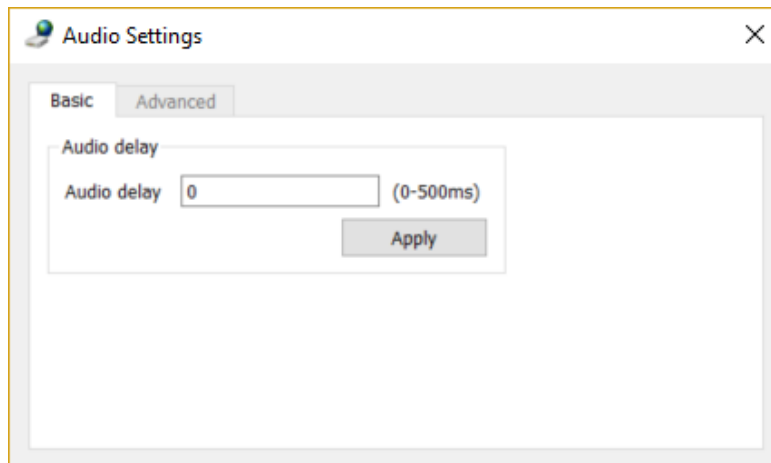 Audio Settings
Basic Advanced
Audio delay
Audio delay 0 (0-500ms)
Apply